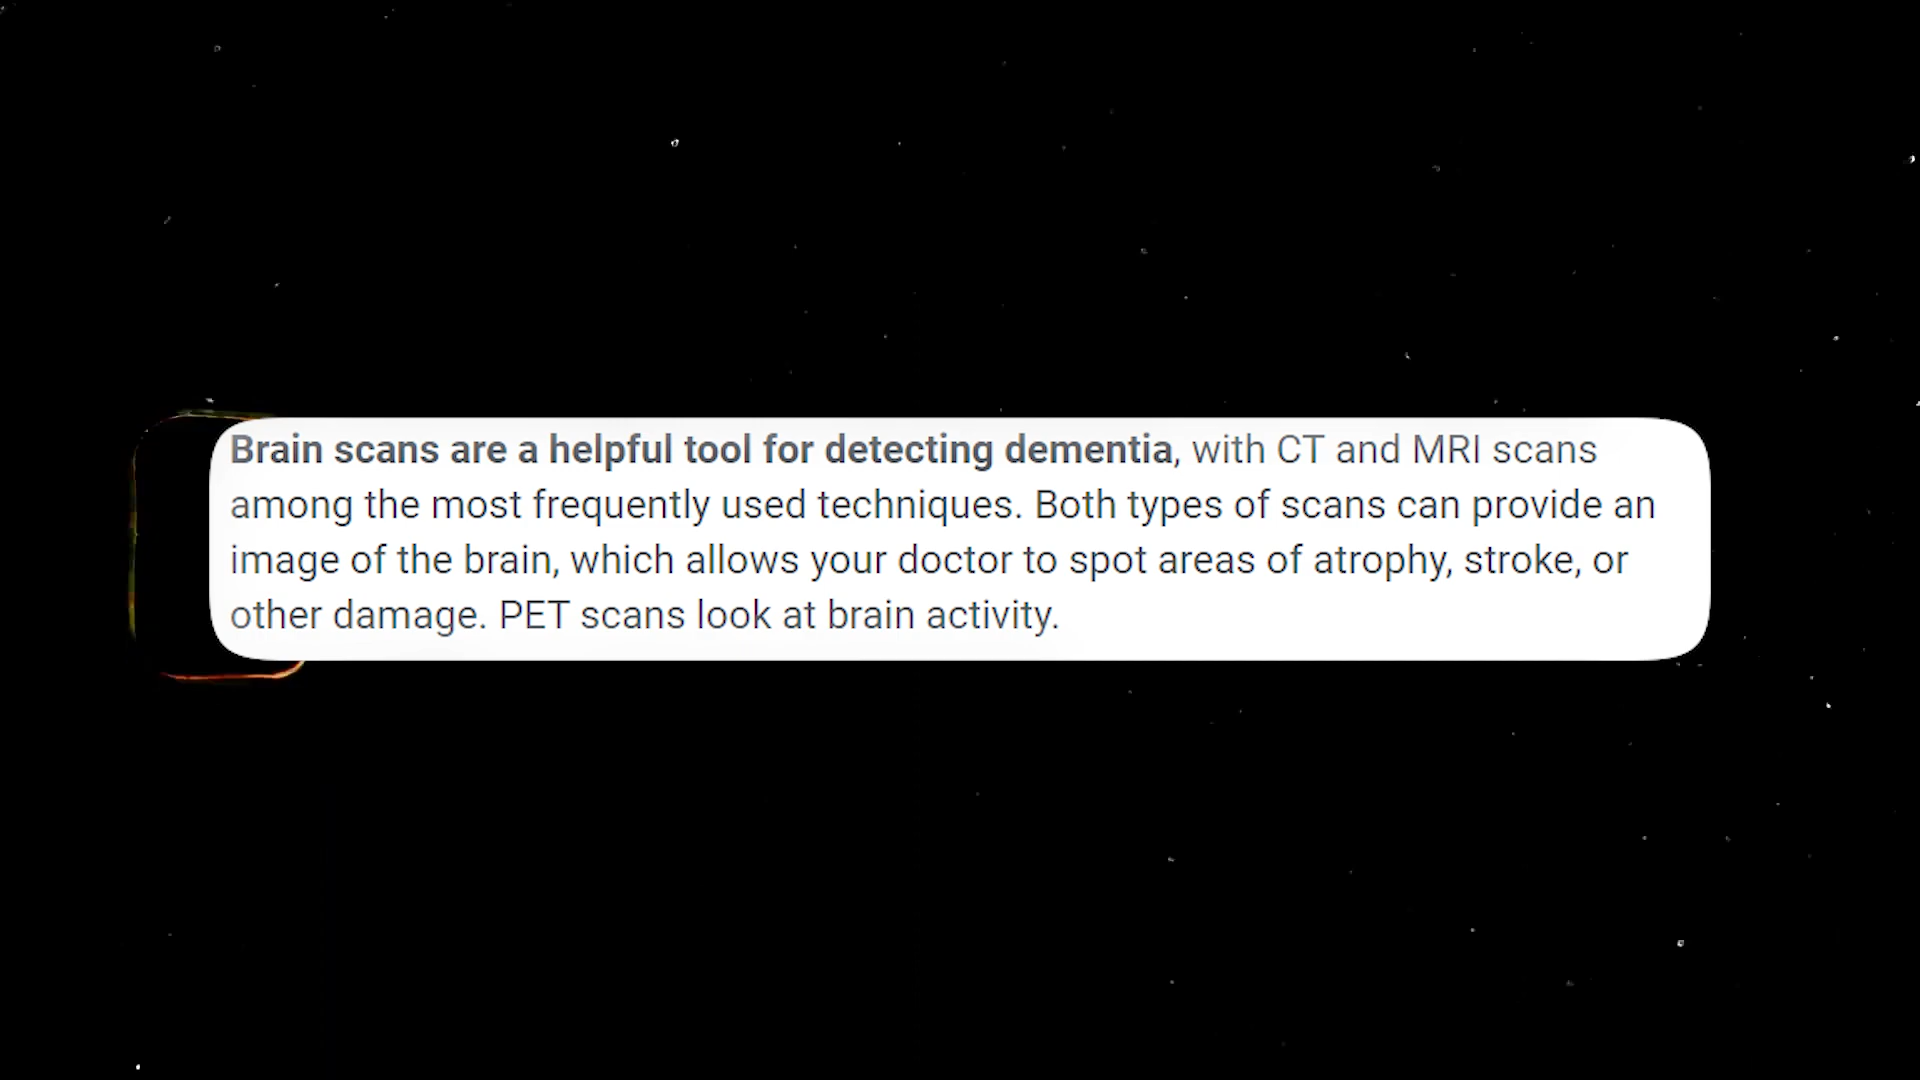 Brain scans are a helpful tool for detecting dementia, with CT and MRI scans
among the most frequently used techniques. Both types of scans can provide an
image of the brain, which allows your doctor to spot areas of atrophy, stroke, or
other damage. PET scans look at brain activity.